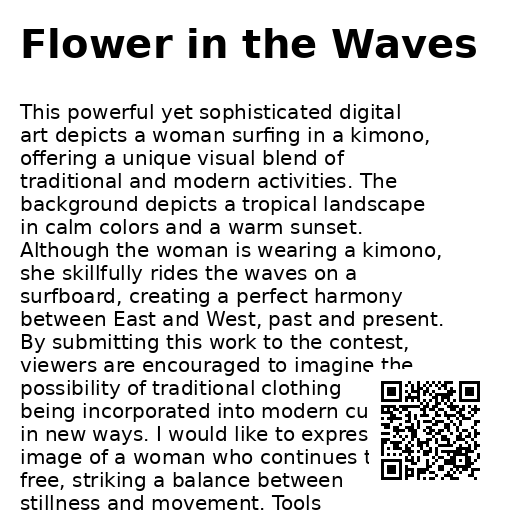 Flower in the Waves
This powerful yet sophisticated digital
art depicts a woman surfing in a kimono,
offering a unique visual blend of
traditional and modern activities. The
background depicts a tropical landscape
in calm colors and a warm sunset.
Although the woman is wearing a kimono,
she skillfully rides the waves on a
surfboard, creating a perfect harmony
between East and West, past and present.
By submitting this work to the contest,
viewers are encouraged to imagine the
possibility of traditional clothing
being incorporated into modern
in new ways. I would like to
image of a woman who continues
free, striking a balance between
stillness and movement. Tools